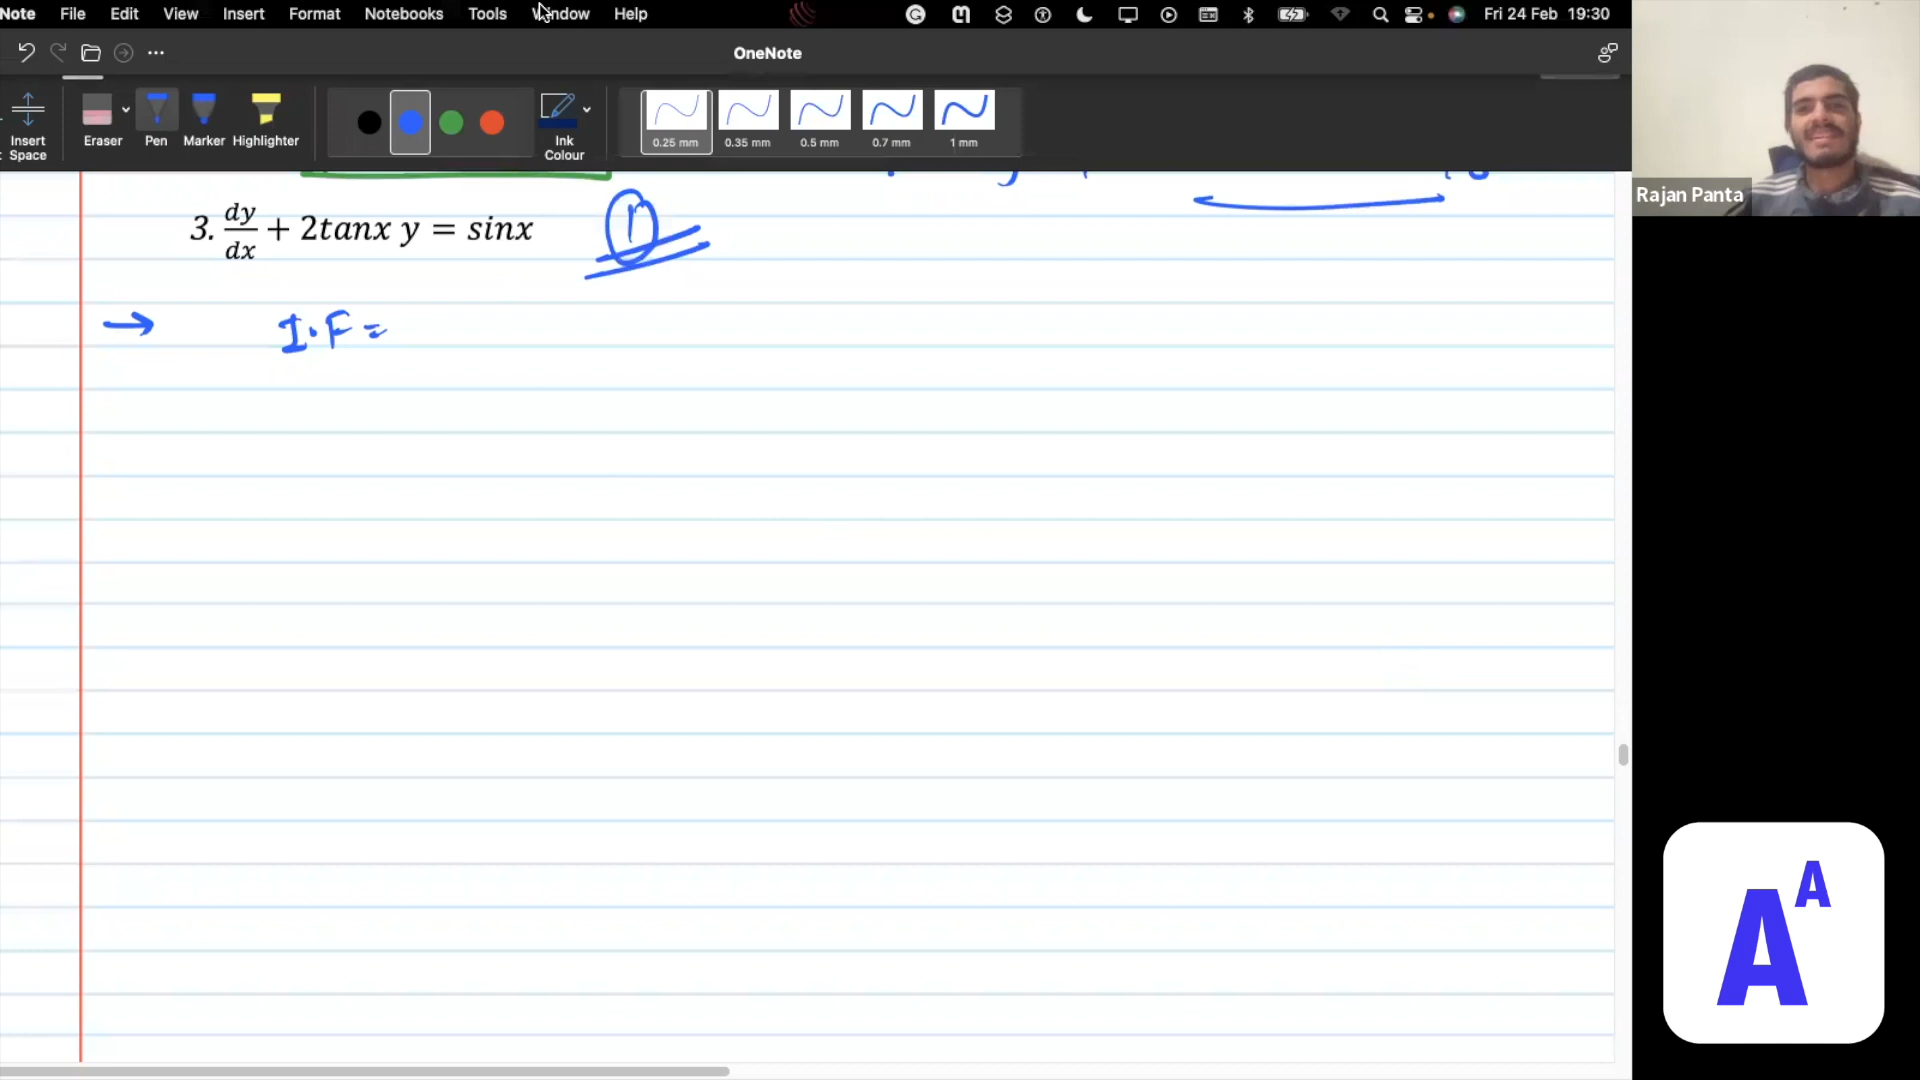 Note File Edit View Insert Format Notebooks Tools Window Help Fri 24 Feb 19:30
OneNote
Insert Space
Eraser
Pen
Marker
Highlighter
Ink Colour
0.25 mm
0.35 mm
0.5 mm
0.7 mm
1 mm
Rajan Panta
3. dy/dx + 2tanx y = sinx
I.F =
A^A